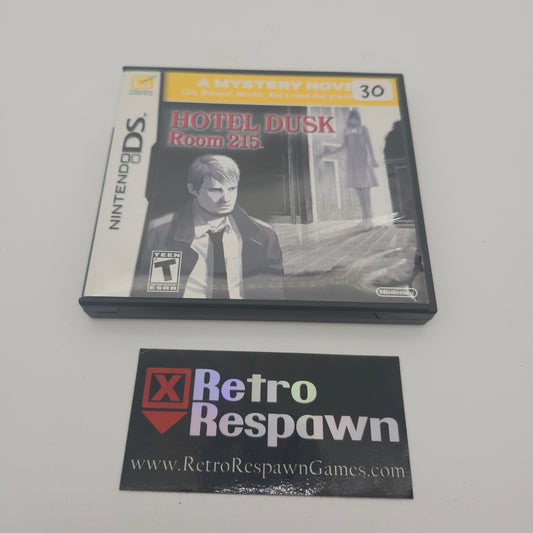 A MYSTERY NOVE
30
HOTEL DUSK
Room 215
NINTENDO DS
TEEN
T
ESRB
Nintendo
X Retro
Respawn
www.RetroRespawnGames.com